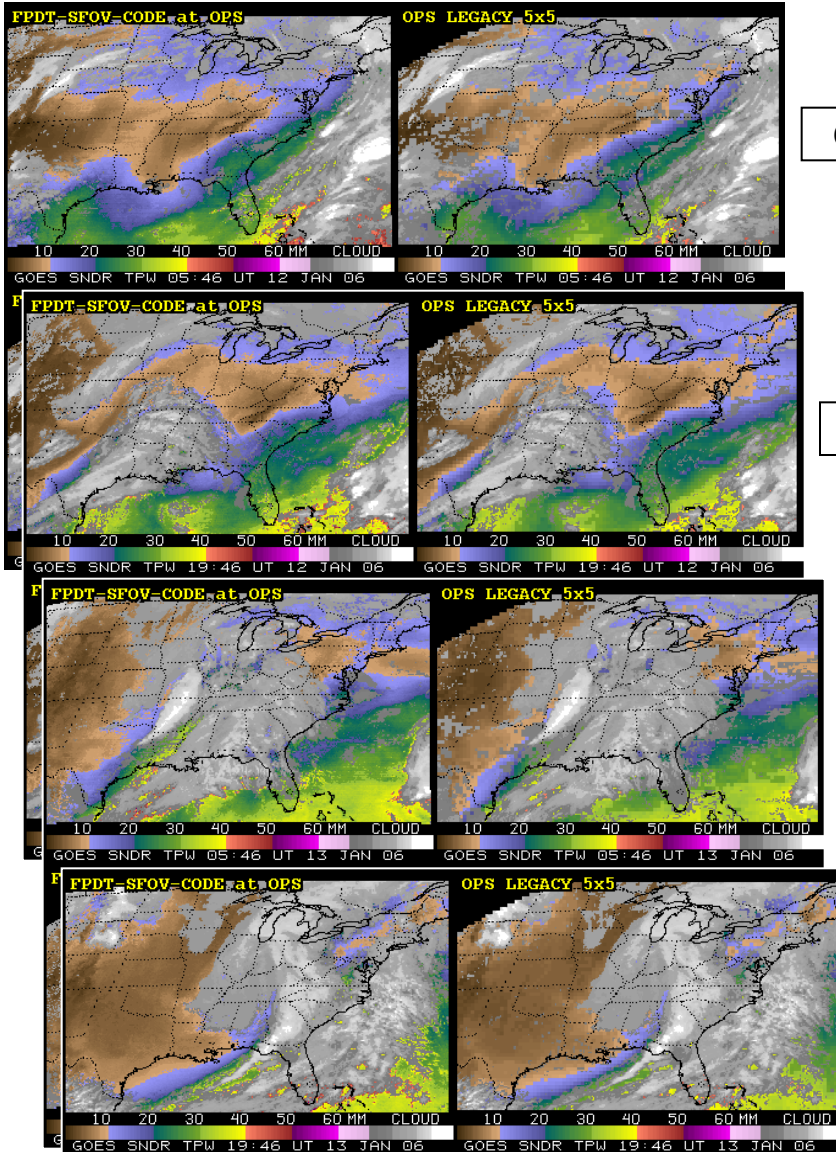 FPDT-SFOV-CODE at OPS OPS LEGACY 5x5
10 20 30 40 50 60 MM CLOUD 10 20 30 40 50 60 MM CLOUD
GOES SNDR TPW 05:46 UT 12 JAN 06 GOES SNDR TPW 05:46 UT 12 JAN 06
FPDT-SFOV-CODE at OPS OPS LEGACY 5x5
10 20 30 40 50 60 MM CLOUD 10 20 30 40 50 60 MM CLOUD
GOES SNDR TPW 19:46 UT 12 JAN 06 GOES SNDR TPW 19:46 UT 12 JAN 06
FPDT-SFOV-CODE at OPS OPS LEGACY 5x5
10 20 30 40 50 60 MM CLOUD 10 20 30 40 50 60 MM CLOUD
GOES SNDR TPW 05:46 UT 13 JAN 06 GOES SNDR TPW 05:46 UT 13 JAN 06
FPDT-SFOV-CODE at OPS OPS LEGACY 5x5
10 20 30 40 50 60 MM CLOUD 10 20 30 40 50 60 MM CLOUD
GOES SNDR TPW 19:46 UT 13 JAN 06 GOES SNDR TPW 19:46 UT 13 JAN 06